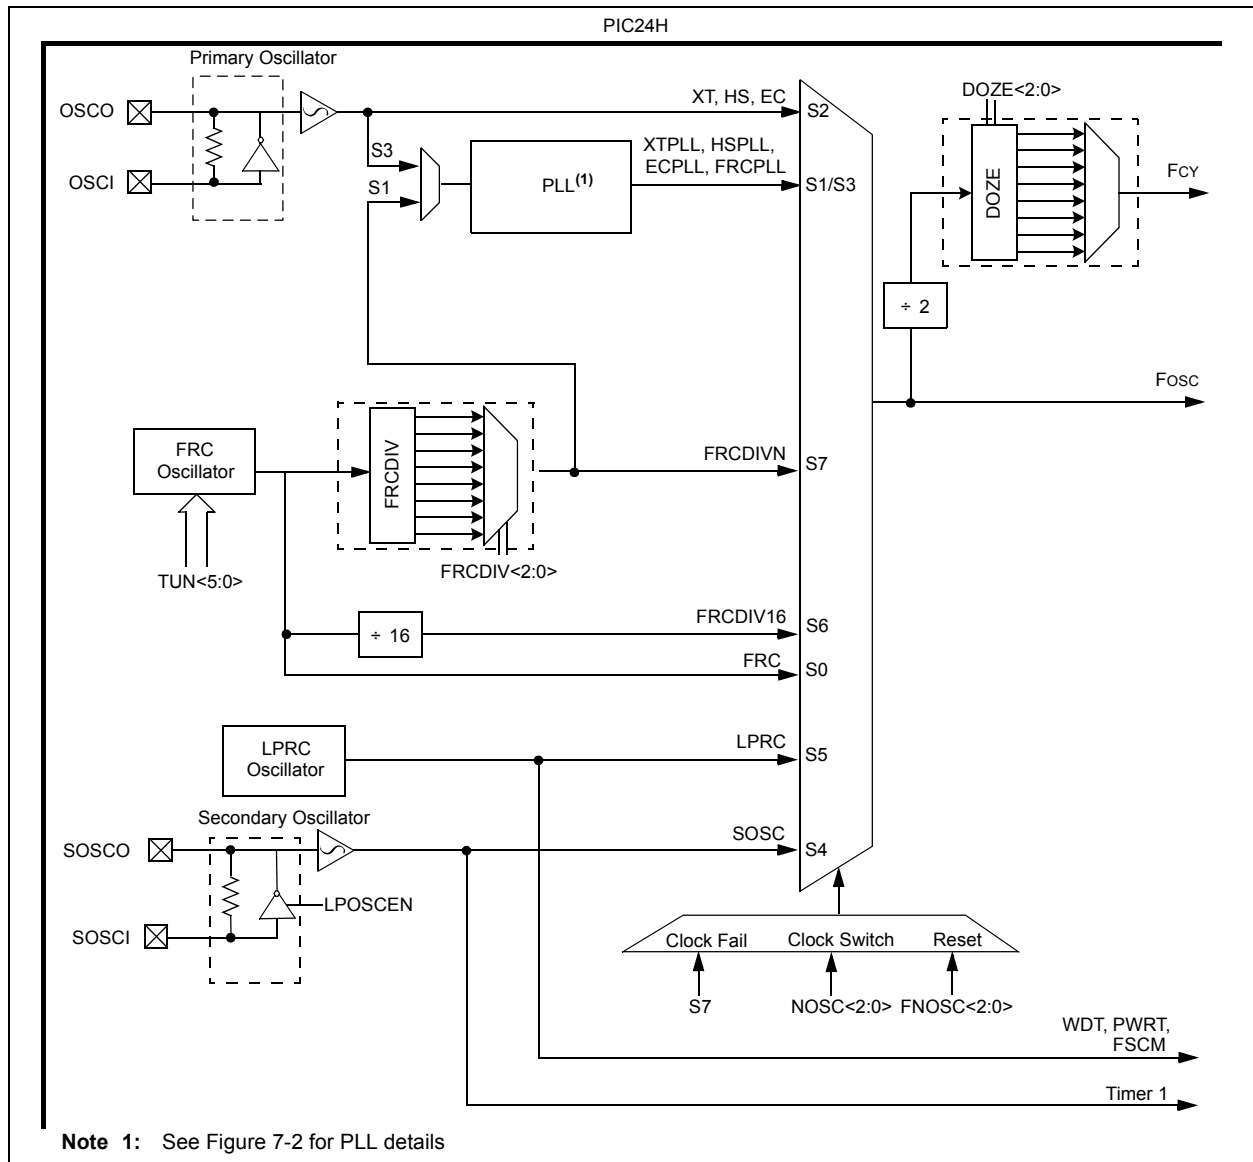 PIC24H
Primary Oscillator
OSCO
OSCI
XT, HS, EC
S2
DOZE<2:0>
S3
S1
PLL(1)
XTPLL, HSPLL,
ECPLL, FRCPLL
S1/S3
DOZE
FCY
÷ 2
FOSC
FRC
Oscillator
TUN<5:0>
FRCDIV
FRCDIV<2:0>
FRCDIVN
S7
÷ 16
FRCDIV16
S6
FRC
S0
LPRC
Oscillator
LPRC
S5
Secondary Oscillator
SOSCO
SOSCI
LPOSCEN
SOSC
S4
Clock Fail
Clock Switch
Reset
S7
NOSC<2:0>
FNOSC<2:0>
WDT, PWRT,
FSCM
Timer 1
Note 1: See Figure 7-2 for PLL details